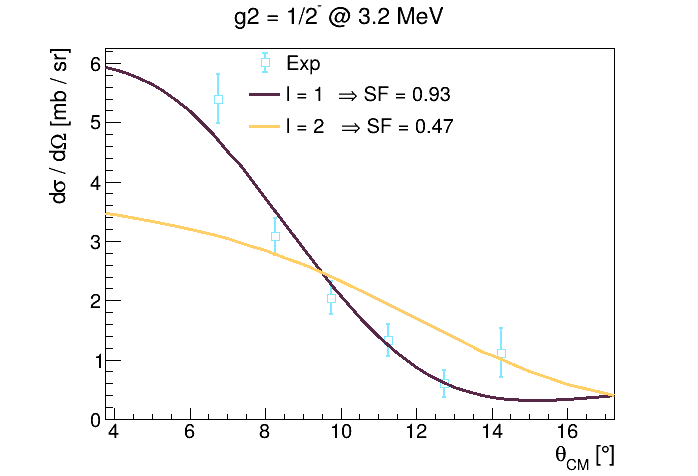 g2 = 1/2⁻ @ 3.2 MeV
dσ / dΩ [mb / sr]
Exp
l = 1 ⇒ SF = 0.93
l = 2 ⇒ SF = 0.47
6
5
4
3
2
1
0
4 6 8 10 12 14 16
θ_CM [°]